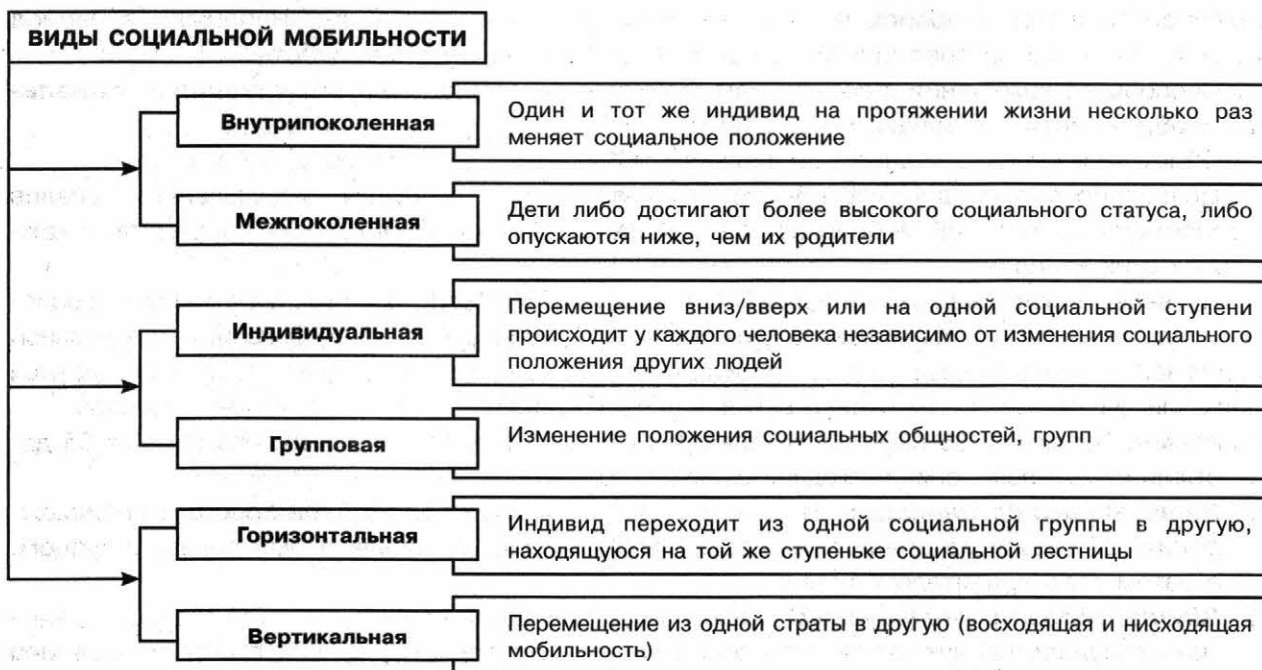 ВИДЫ СОЦИАЛЬНОЙ МОБИЛЬНОСТИ
Внутрипоколенная
Один и тот же индивид на протяжении жизни несколько раз
меняет социальное положение
Межпоколенная
Дети либо достигают более высокого социального статуса, либо
опускаются ниже, чем их родители
Индивидуальная
Перемещение вниз/вверх или на одной социальной ступени
происходит у каждого человека независимо от изменения социального
положения других людей
Групповая
Изменение положения социальных общностей, групп
Горизонтальная
Индивид переходит из одной социальной группы в другую,
находящуюся на той же ступеньке социальной лестницы
Вертикальная
Перемещение из одной страты в другую (восходящая и нисходящая
мобильность)